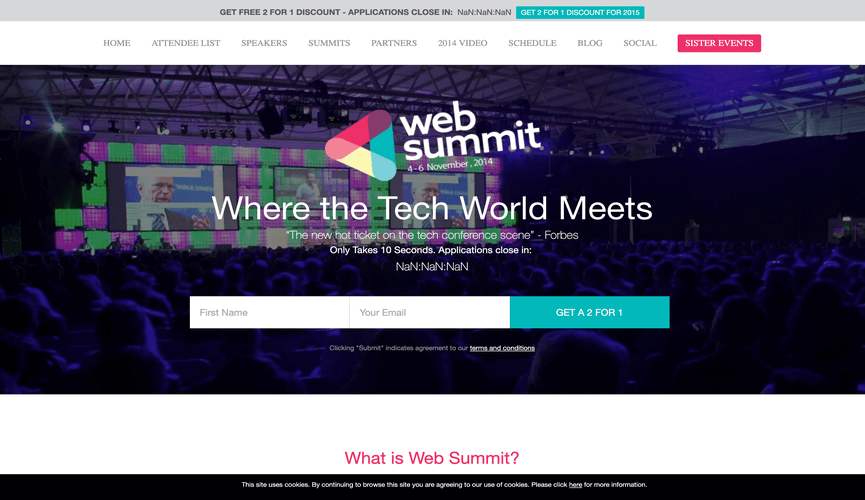 GET FREE 2 FOR 1 DISCOUNT - APPLICATIONS CLOSE IN: NaN:NaN:NaN GET 2 FOR 1 DISCOUNT FOR 2015
HOME ATTENDEE LIST SPEAKERS SUMMITS PARTNERS 2014 VIDEO SCHEDULE BLOG SOCIAL SISTER EVENTS
web
summit
4-6 November, 2014
Where the Tech World Meets
"The new hot ticket on the tech conference scene" - Forbes
Only Takes 10 Seconds. Applications close in:
NaN:NaN:NaN
First Name Your Email GET A 2 FOR 1
Clicking "Submit" indicates agreement to our terms and conditions
What is Web Summit?
This site uses cookies. By continuing to browse this site you are agreeing to our use of cookies. Please click here for more information.